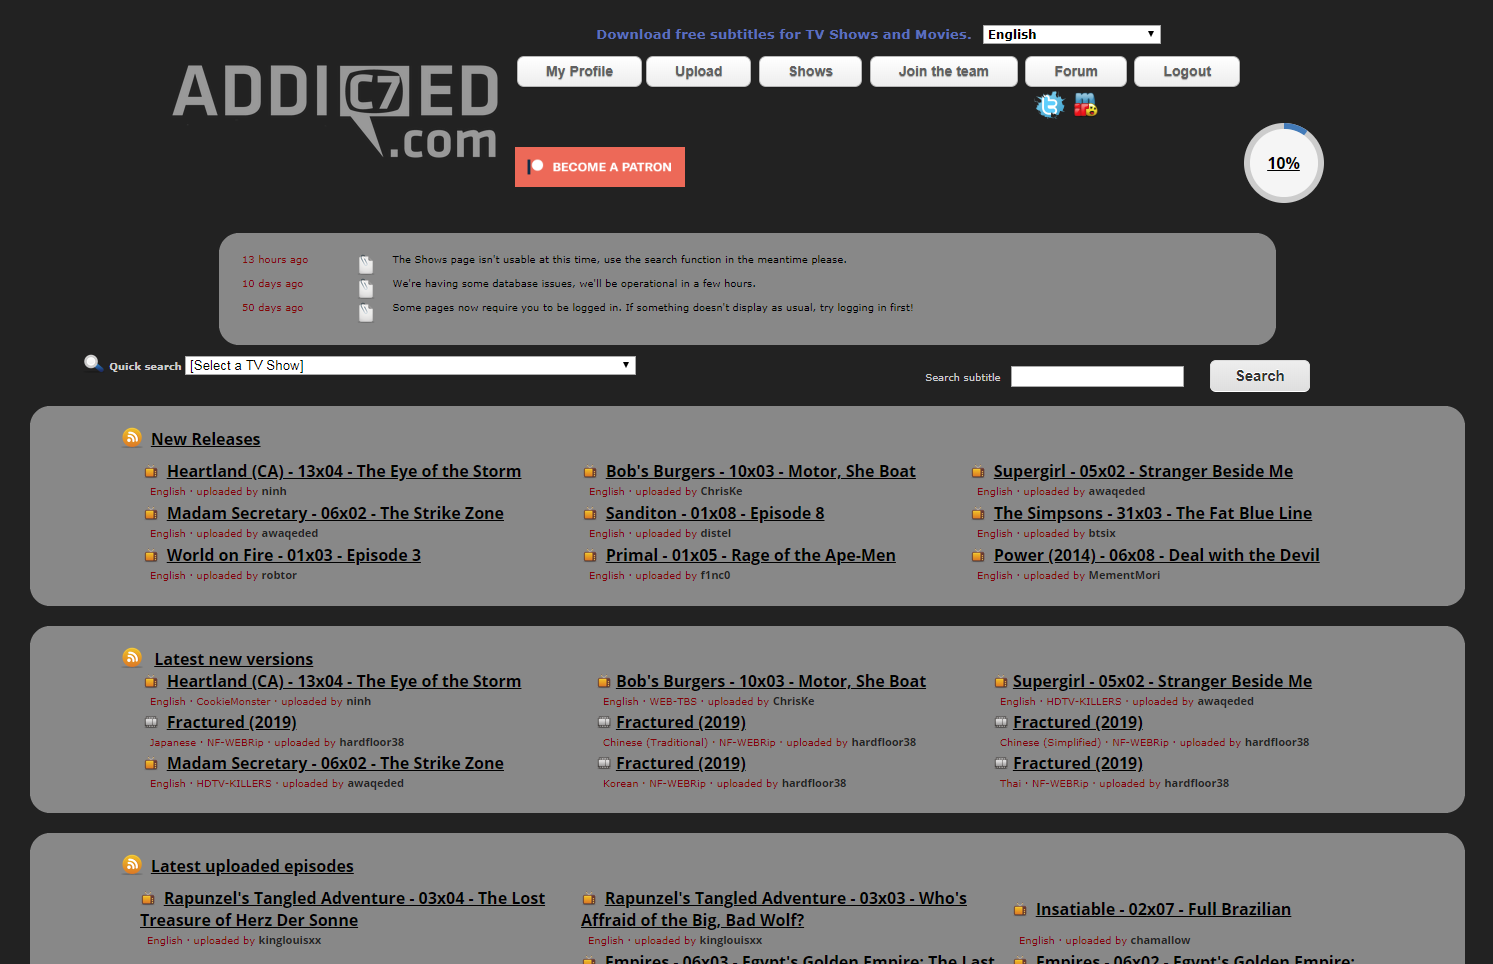 Download free subtitles for TV Shows and Movies. English
ADDIC7ED
.com
My Profile Upload Shows Join the team Forum Logout
BECOME A PATRON
10%
13 hours ago The Shows page isn't usable at this time, use the search function in the meantime please.
10 days ago We're having some database issues, we'll be operational in a few hours.
50 days ago Some pages now require you to be logged in. If something doesn't display as usual, try logging in first!
Quick search [Select a TV Show] Search subtitle Search
New Releases
Heartland (CA) - 13x04 - The Eye of the Storm Bob's Burgers - 10x03 - Motor, She Boat Supergirl - 05x02 - Stranger Beside Me
English · uploaded by ninh English · uploaded by ChrisKe English · uploaded by awaqeded
Madam Secretary - 06x02 - The Strike Zone Sanditon - 01x08 - Episode 8 The Simpsons - 31x03 - The Fat Blue Line
English · uploaded by awaqeded English · uploaded by distel English · uploaded by btsix
World on Fire - 01x03 - Episode 3 Primal - 01x05 - Rage of the Ape-Men Power (2014) - 06x08 - Deal with the Devil
English · uploaded by robtor English · uploaded by f1nc0 English · uploaded by MementMori
Latest new versions
Heartland (CA) - 13x04 - The Eye of the Storm Bob's Burgers - 10x03 - Motor, She Boat Supergirl - 05x02 - Stranger Beside Me
English · CookieMonster · uploaded by ninh English · WEB-TBS · uploaded by ChrisKe English · HDTV-KILLERS · uploaded by awaqeded
Fractured (2019) Fractured (2019) Fractured (2019)
Japanese · NF-WEBRip · uploaded by hardfloor38 Chinese (Traditional) · NF-WEBRip · uploaded by hardfloor38 Chinese (Simplified) · NF-WEBRip · uploaded by hardfloor38
Madam Secretary - 06x02 - The Strike Zone Fractured (2019) Fractured (2019)
English · HDTV-KILLERS · uploaded by awaqeded Korean · NF-WEBRip · uploaded by hardfloor38 Thai · NF-WEBRip · uploaded by hardfloor38
Latest uploaded episodes
Rapunzel's Tangled Adventure - 03x04 - The Lost Rapunzel's Tangled Adventure - 03x03 - Who's
Treasure of Herz Der Sonne Affraid of the Big, Bad Wolf? Insatiable - 02x07 - Full Brazilian
English · uploaded by kinglouisxx English · uploaded by kinglouisxx English · uploaded by chamallow
Empires - 06x03 - Egypt's Golden Empire: The Last Empires - 06x02 - Egypt's Golden Empire: